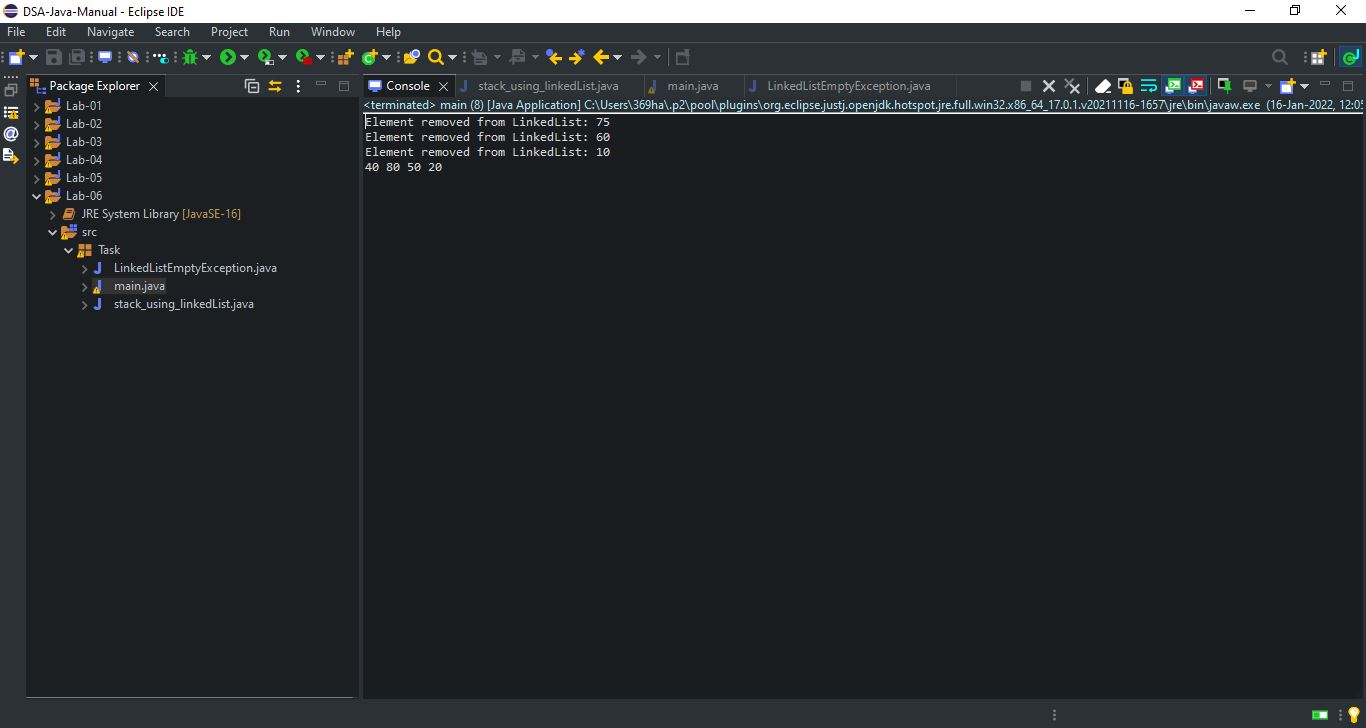 DSA-Java-Manual - Eclipse IDE
File Edit Navigate Search Project Run Window Help
Package Explorer
Lab-01
Lab-02
Lab-03
Lab-04
Lab-05
Lab-06
JRE System Library [JavaSE-16]
src
Task
LinkedListEmptyException.java
main.java
stack_using_linkedList.java
Console stack_using_linkedList.java main.java LinkedListEmptyException.java
<terminated> main (8) [Java Application] C:\Users\369ha\.p2\pool\plugins\org.eclipse.justj.openjdk.hotspot.jre.full.win32.x86_64_17.0.1.v20211116-1657\jre\bin\javaw.exe (16-Jan-2022, 12:05
Element removed from LinkedList: 75
Element removed from LinkedList: 60
Element removed from LinkedList: 10
40 80 50 20